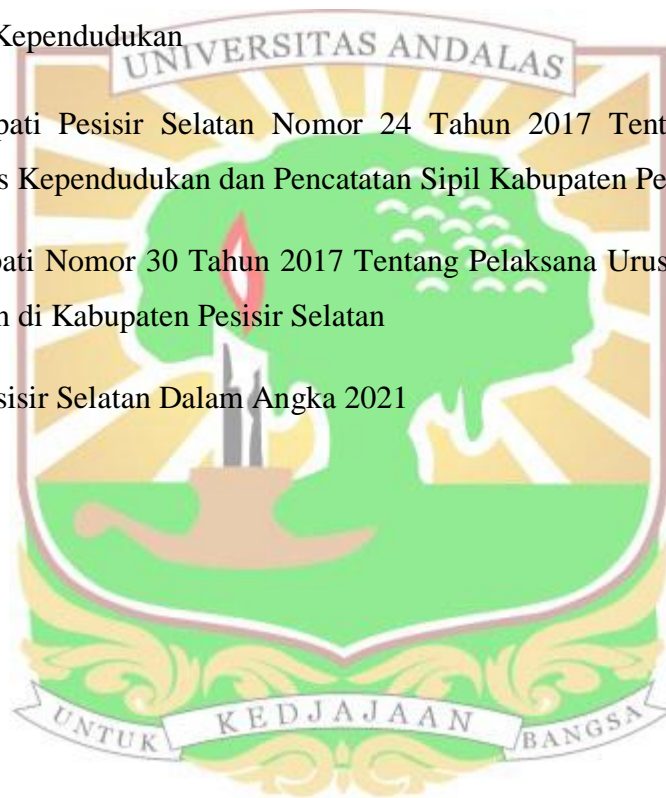 Kependudukan
UNIVERSITAS ANDALAS
pati Pesisir Selatan Nomor 24 Tahun 2017 Tent
s Kependudukan dan Pencatatan Sipil Kabupaten Pe
pati Nomor 30 Tahun 2017 Tentang Pelaksana Urus
n di Kabupaten Pesisir Selatan
sisir Selatan Dalam Angka 2021
UNTUK KEDJAJAAN BANGSA